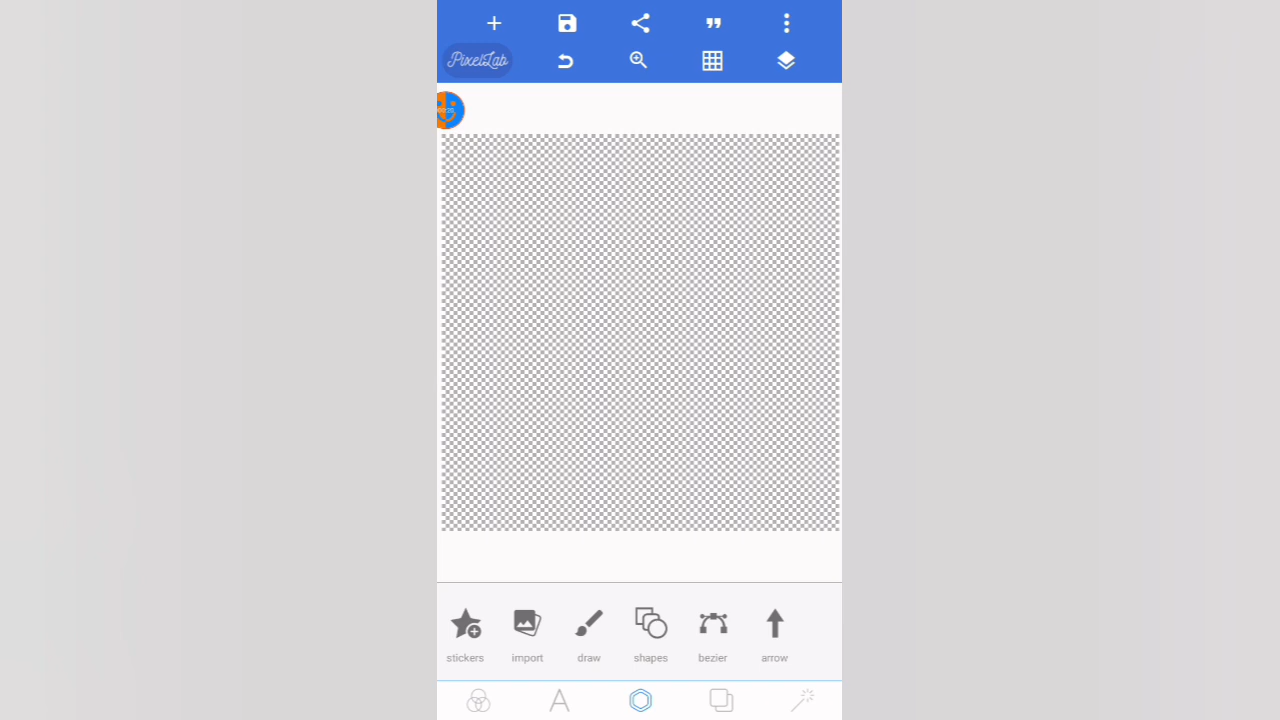 PixelLab
stickers
import
draw
shapes
bezier
arrow